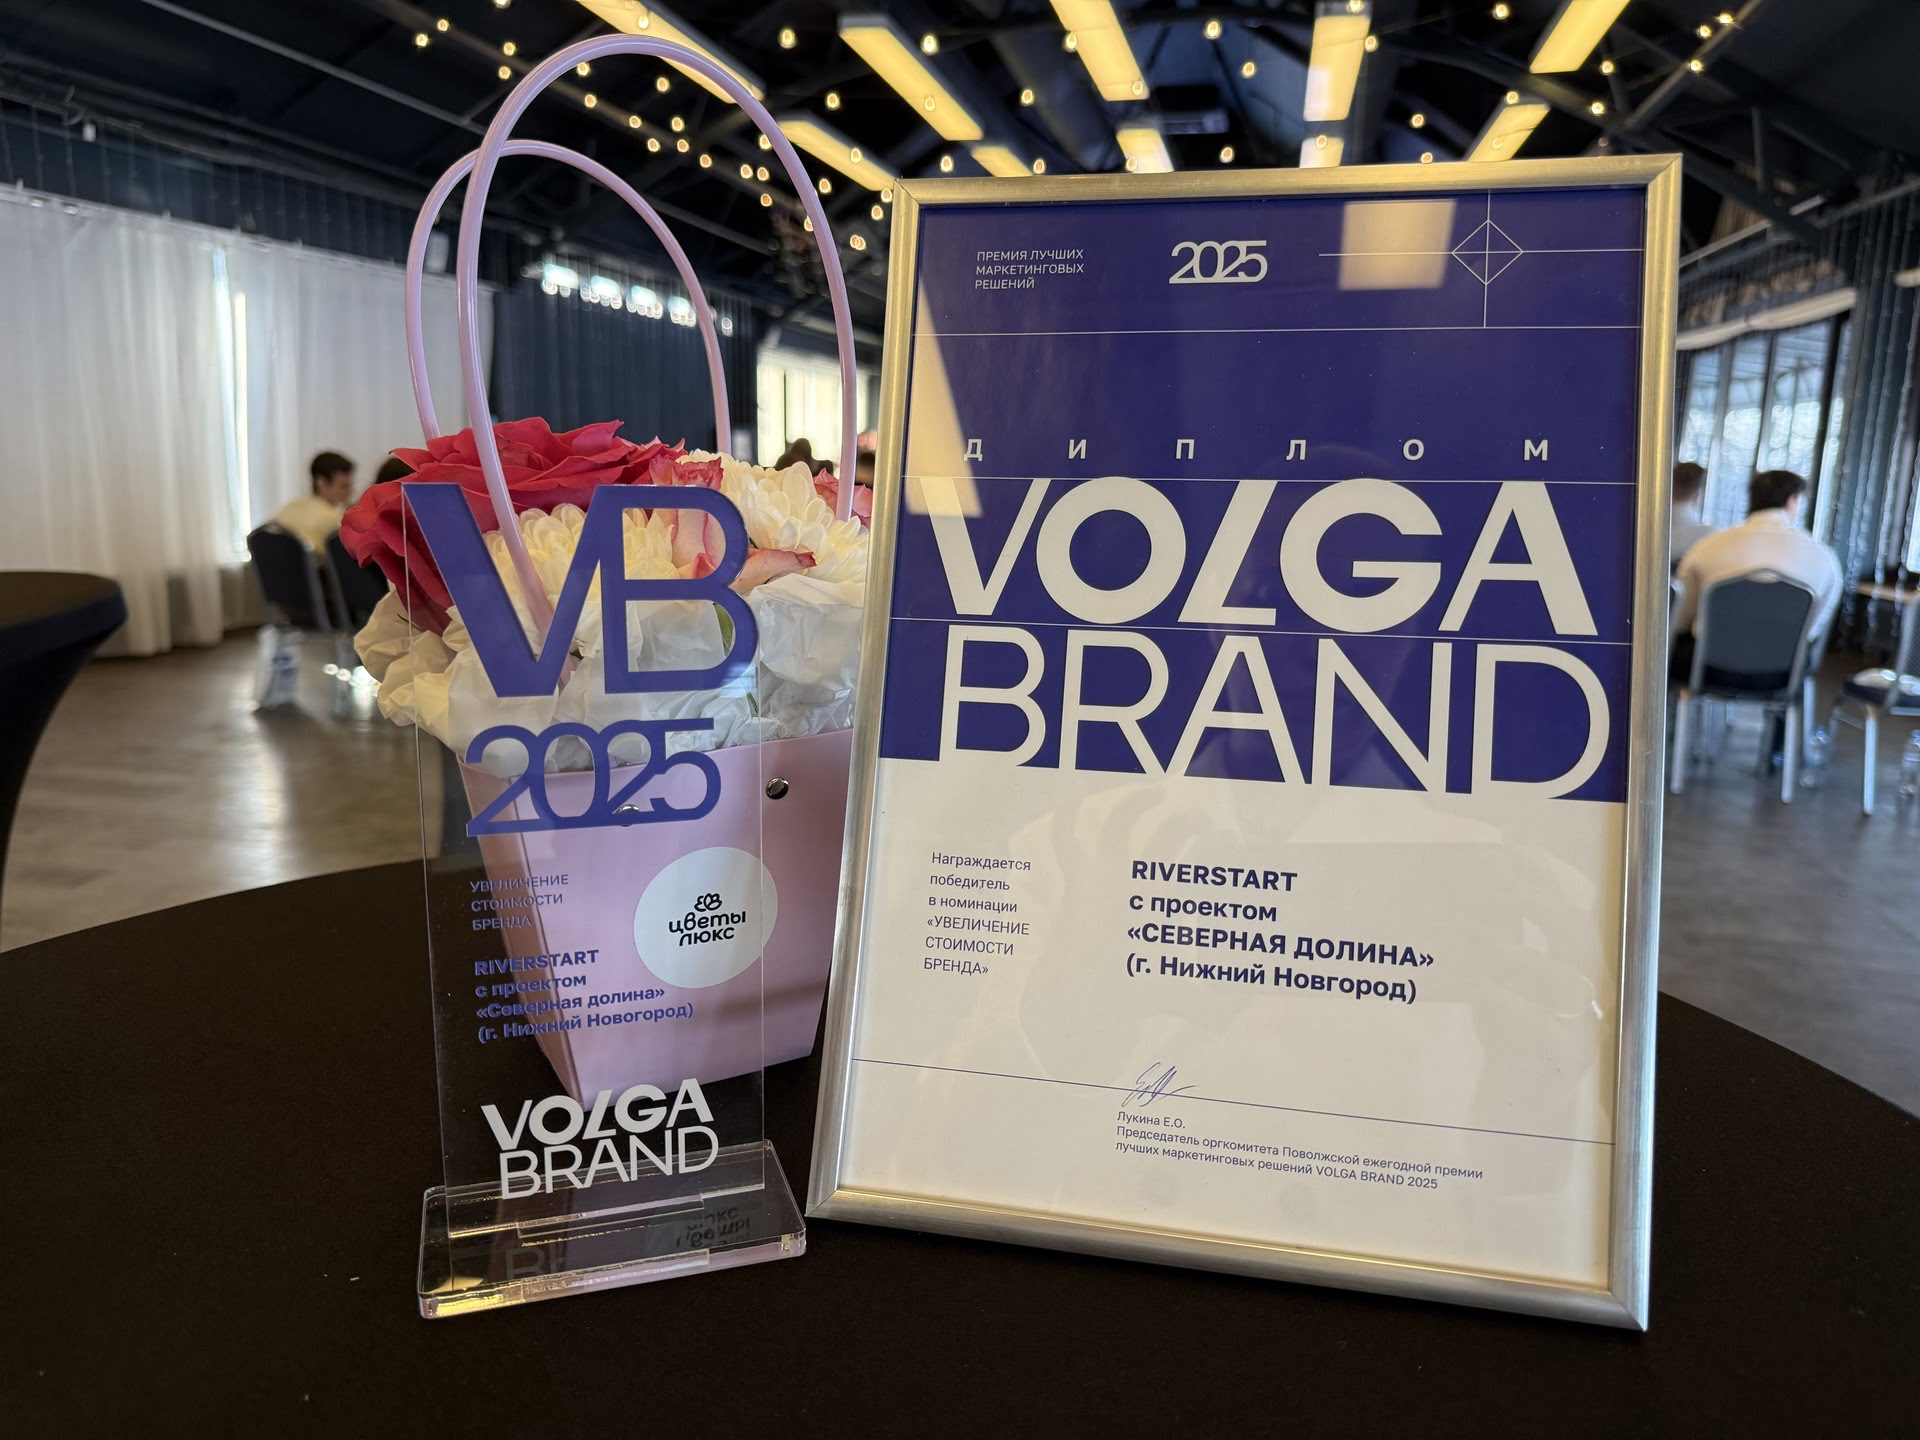 VB
2025
УВЕЛИЧЕНИЕ
СТОИМОСТИ
БРЕНДА
RIVERSTART
с проектом
«Северная долина»
(г. Нижний Новогород)
VOLGA
BRAND
цветы
люкс
ПРЕМИЯ ЛУЧШИХ
МАРКЕТИНГОВЫХ
РЕШЕНИЙ
2025
ДИПЛОМ
VOLGA
BRAND
Награждается
победитель
в номинации
«УВЕЛИЧЕНИЕ
СТОИМОСТИ
БРЕНДА»
RIVERSTART
с проектом
«СЕВЕРНАЯ ДОЛИНА»
(г. Нижний Новгород)
Лукина Е.О.
Председатель оргкомитета Поволжской ежегодной премии
лучших маркетинговых решений VOLGA BRAND 2025